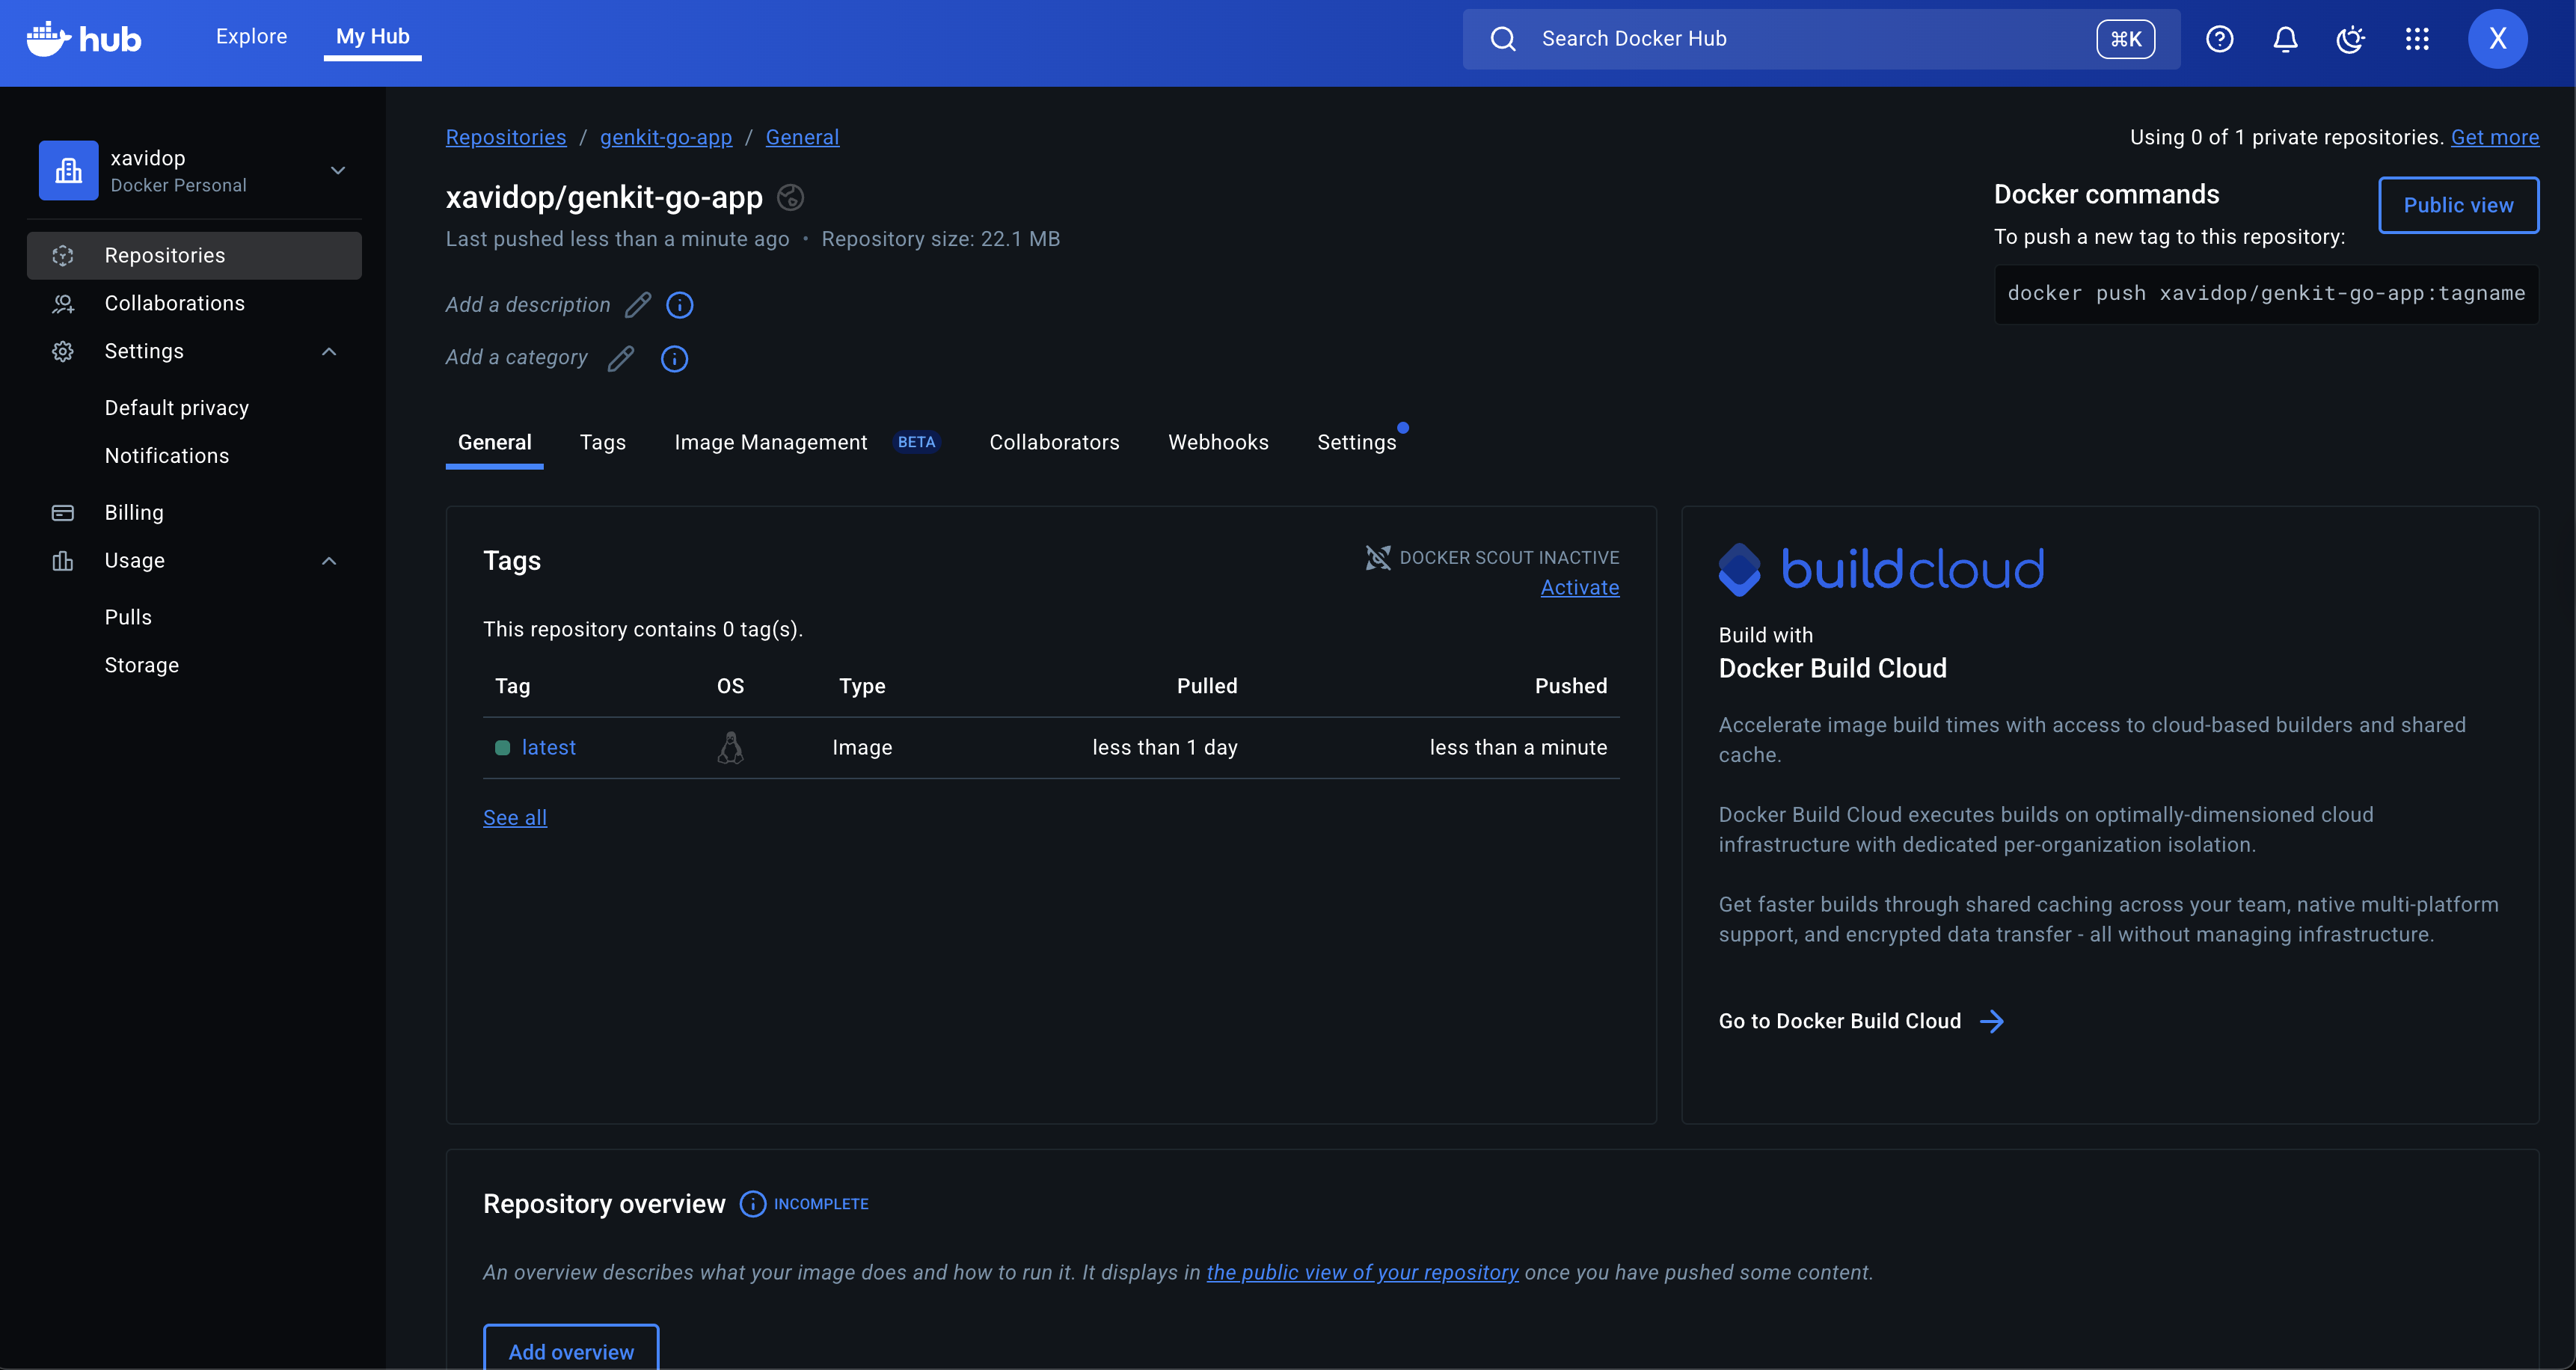 hub
Explore
My Hub
Search Docker Hub
⌘K
X
xavidop
Docker Personal
Repositories
Collaborations
Settings
Default privacy
Notifications
Billing
Usage
Pulls
Storage
Repositories / genkit-go-app / General
Using 0 of 1 private repositories. Get more
xavidop/genkit-go-app
Last pushed less than a minute ago • Repository size: 22.1 MB
Add a description
Add a category
Docker commands
Public view
To push a new tag to this repository:
docker push xavidop/genkit-go-app:tagname
General
Tags
Image Management BETA
Collaborators
Webhooks
Settings
Tags
DOCKER SCOUT INACTIVE
Activate
This repository contains 0 tag(s).
Tag OS Type Pulled Pushed
latest Image less than 1 day less than a minute
See all
buildcloud
Build with
Docker Build Cloud
Accelerate image build times with access to cloud-based builders and shared
cache.
Docker Build Cloud executes builds on optimally-dimensioned cloud
infrastructure with dedicated per-organization isolation.
Get faster builds through shared caching across your team, native multi-platform
support, and encrypted data transfer - all without managing infrastructure.
Go to Docker Build Cloud
Repository overview INCOMPLETE
An overview describes what your image does and how to run it. It displays in the public view of your repository once you have pushed some content.
Add overview